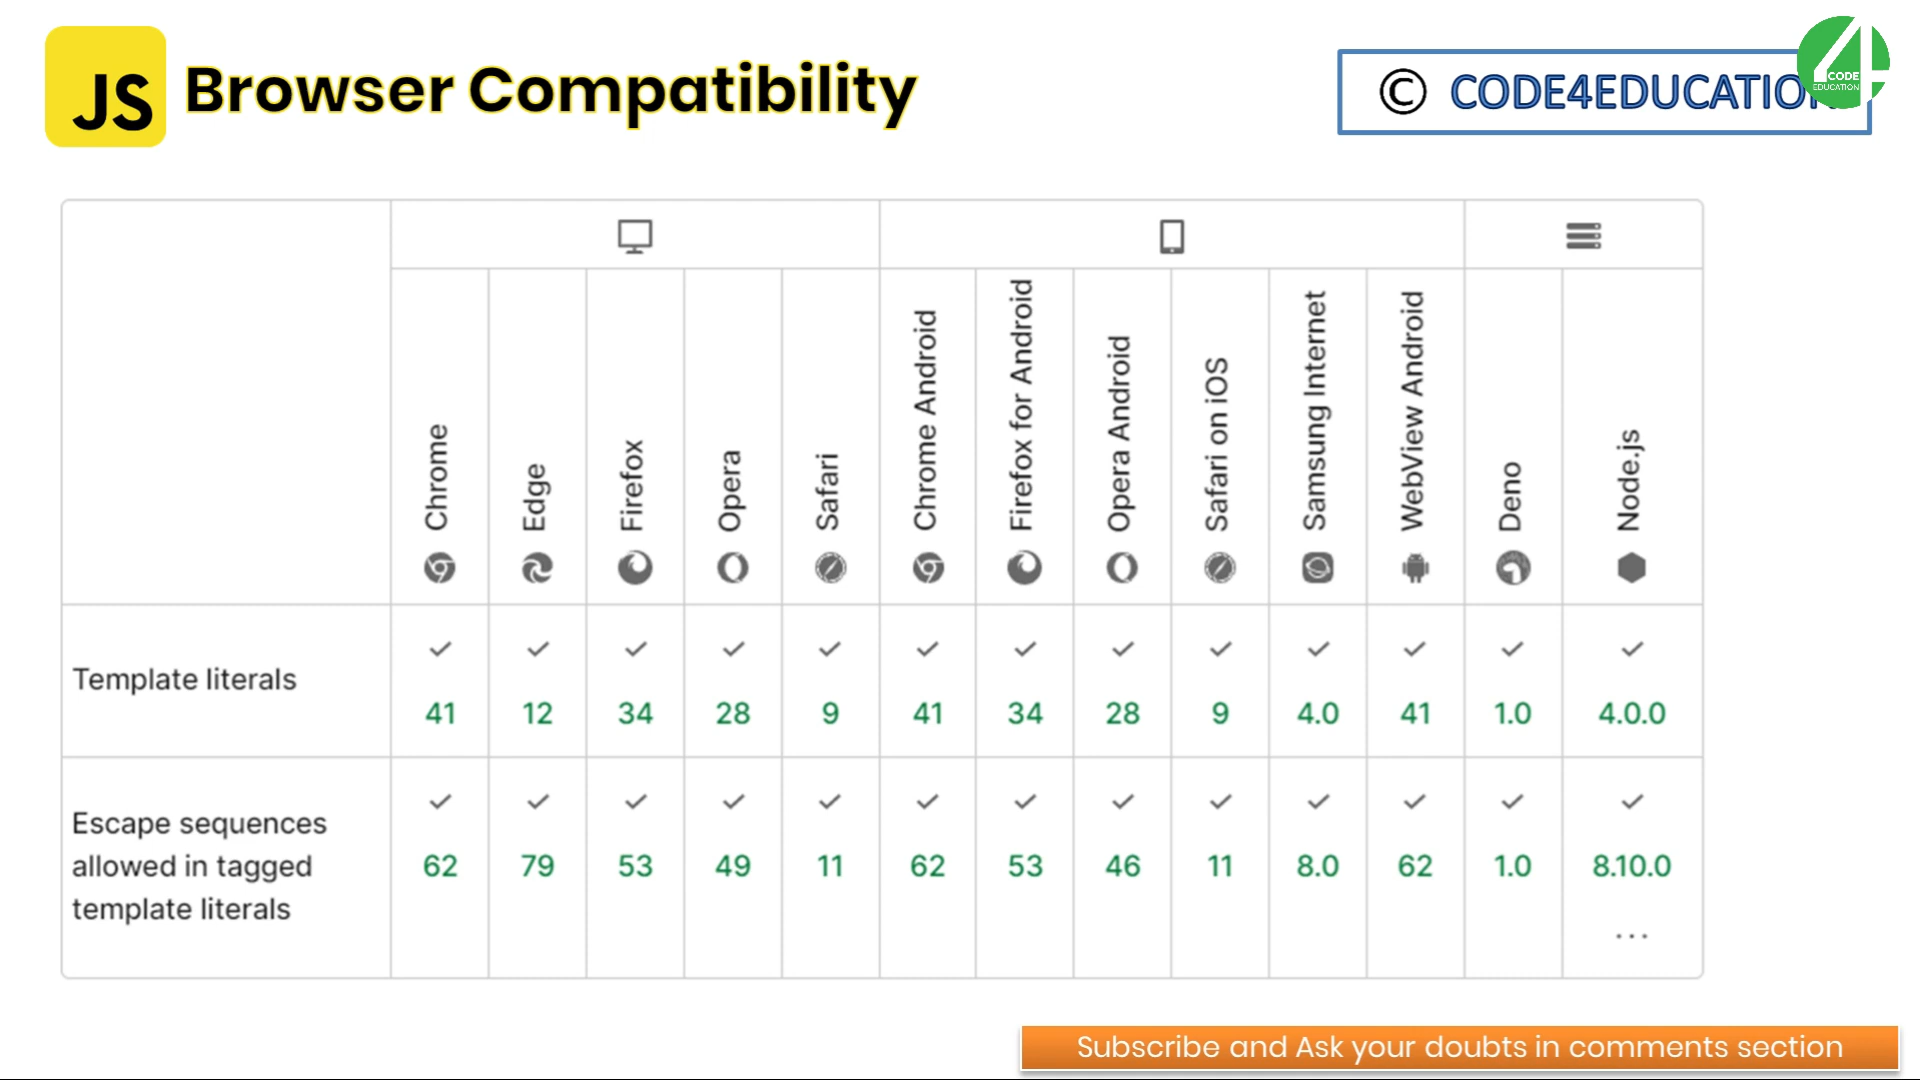 JS Browser Compatibility
© CODE4EDUCATION
CODE
EDUCATION
Chrome
Edge
Firefox
Opera
Safari
Chrome Android
Firefox for Android
Opera Android
Safari on iOS
Samsung Internet
WebView Android
Deno
Node.js
Template literals
41 12 34 28 9 41 34 28 9 4.0 41 1.0 4.0.0
Escape sequences
allowed in tagged
template literals
62 79 53 49 11 62 53 46 11 8.0 62 1.0 8.10.0
...
Subscribe and Ask your doubts in comments section